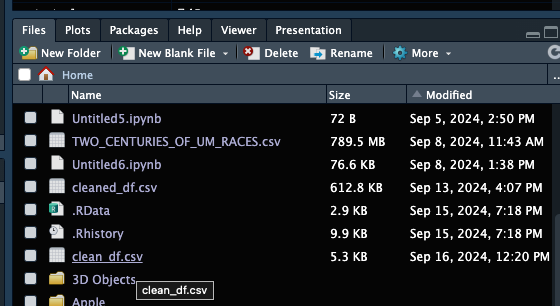 Files Plots Packages Help Viewer Presentation
New Folder New Blank File Delete Rename More
Home ...
Name Size Modified
Untitled5.ipynb 72 B Sep 5, 2024, 2:50 PM
TWO_CENTURIES_OF_UM_RACES.csv 789.5 MB Sep 8, 2024, 11:43 AM
Untitled6.ipynb 76.6 KB Sep 8, 2024, 1:38 PM
cleaned_df.csv 612.8 KB Sep 13, 2024, 4:07 PM
.RData 2.9 KB Sep 15, 2024, 7:18 PM
.Rhistory 9.9 KB Sep 15, 2024, 7:18 PM
clean_df.csv 5.3 KB Sep 16, 2024, 12:20 PM
3D Objects
clean_df.csv
Apple